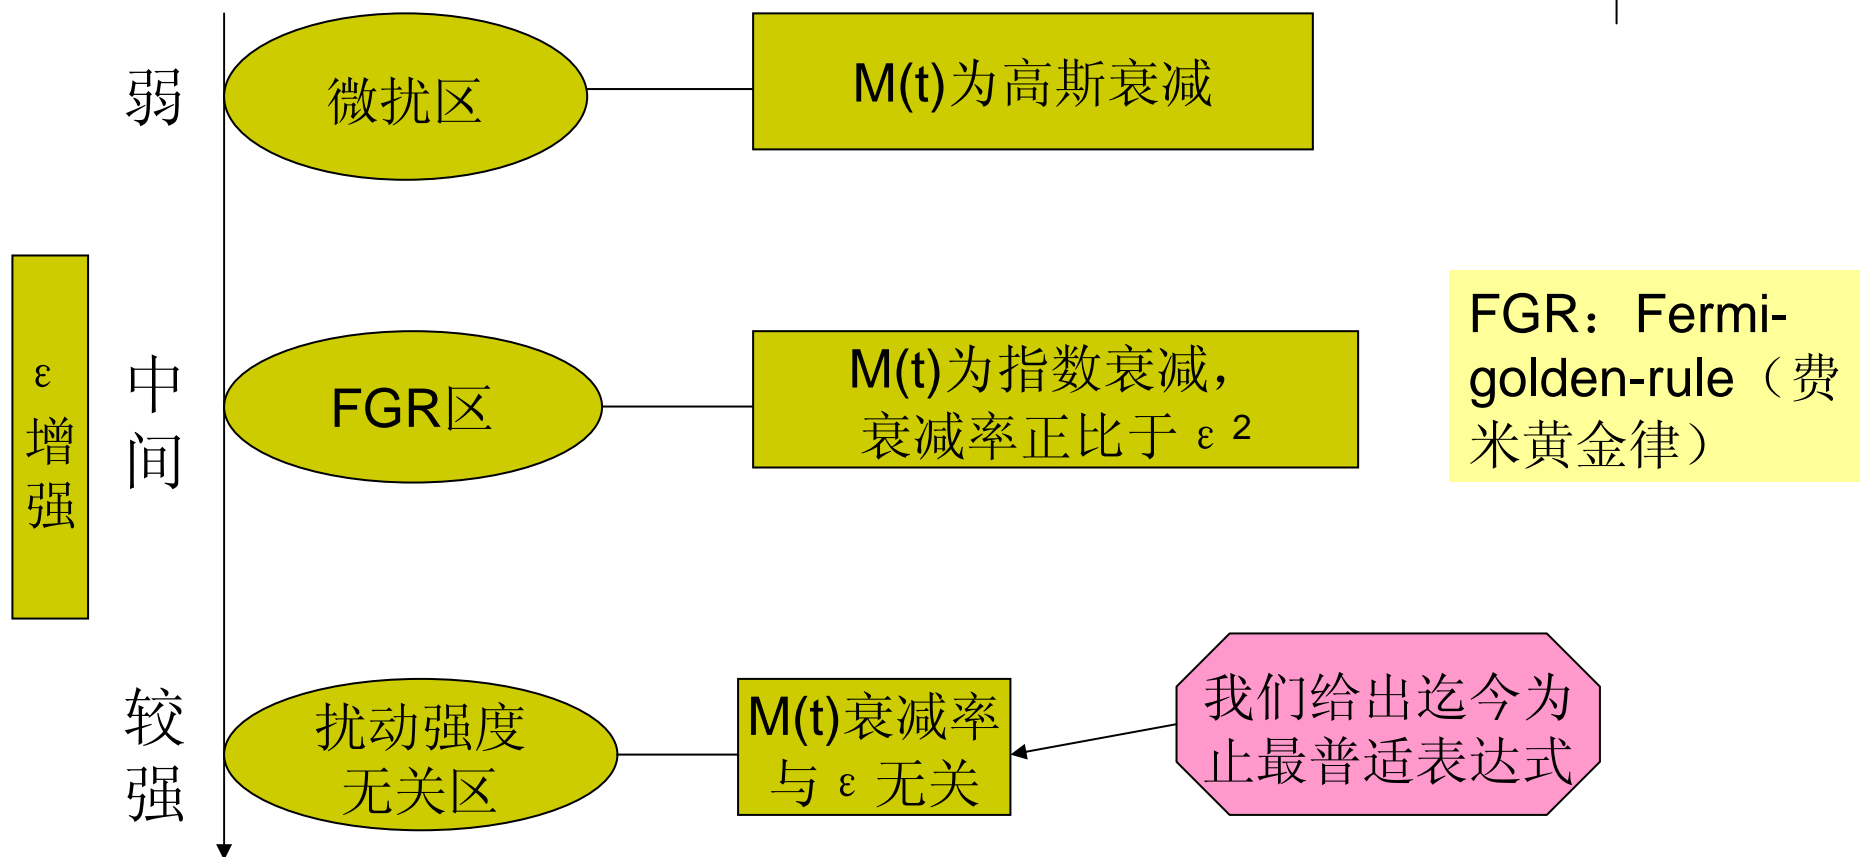 弱
微扰区
M(t)为高斯衰减
ε
增
强
中
间
FGR区
M(t)为指数衰减，
衰减率正比于 ε ²
FGR： Fermi-
golden-rule（费
米黄金律）
较
强
扰动强度
无关区
M(t)衰减率
与 ε 无关
我们给出迄今为
止最普适表达式